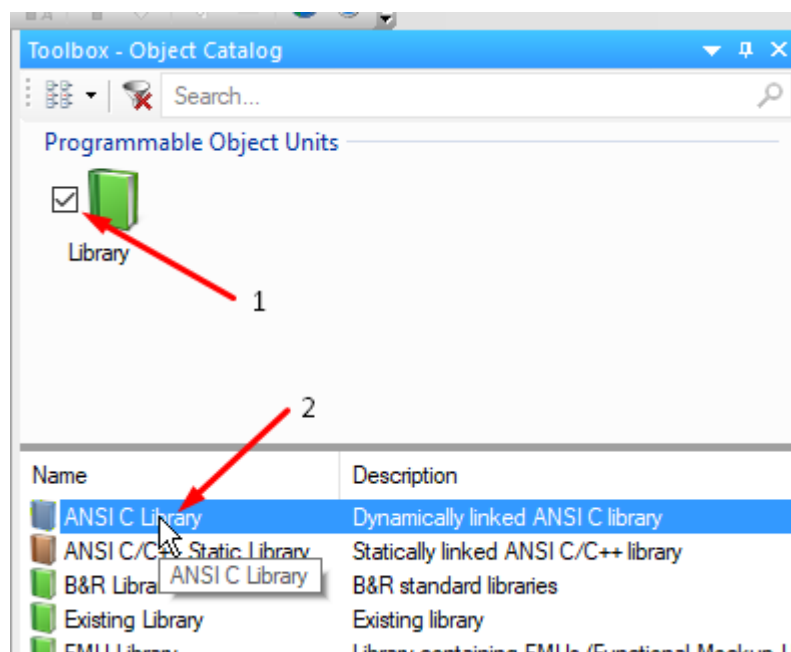 Toolbox - Object Catalog
Search...
Programmable Object Units
Library
1
2
Name Description
ANSI C Library Dynamically linked ANSI C library
ANSI C/C++ Static Library Statically linked ANSI C/C++ library
ANSI C Library
B&R B&R standard libraries
Existing Library Existing library